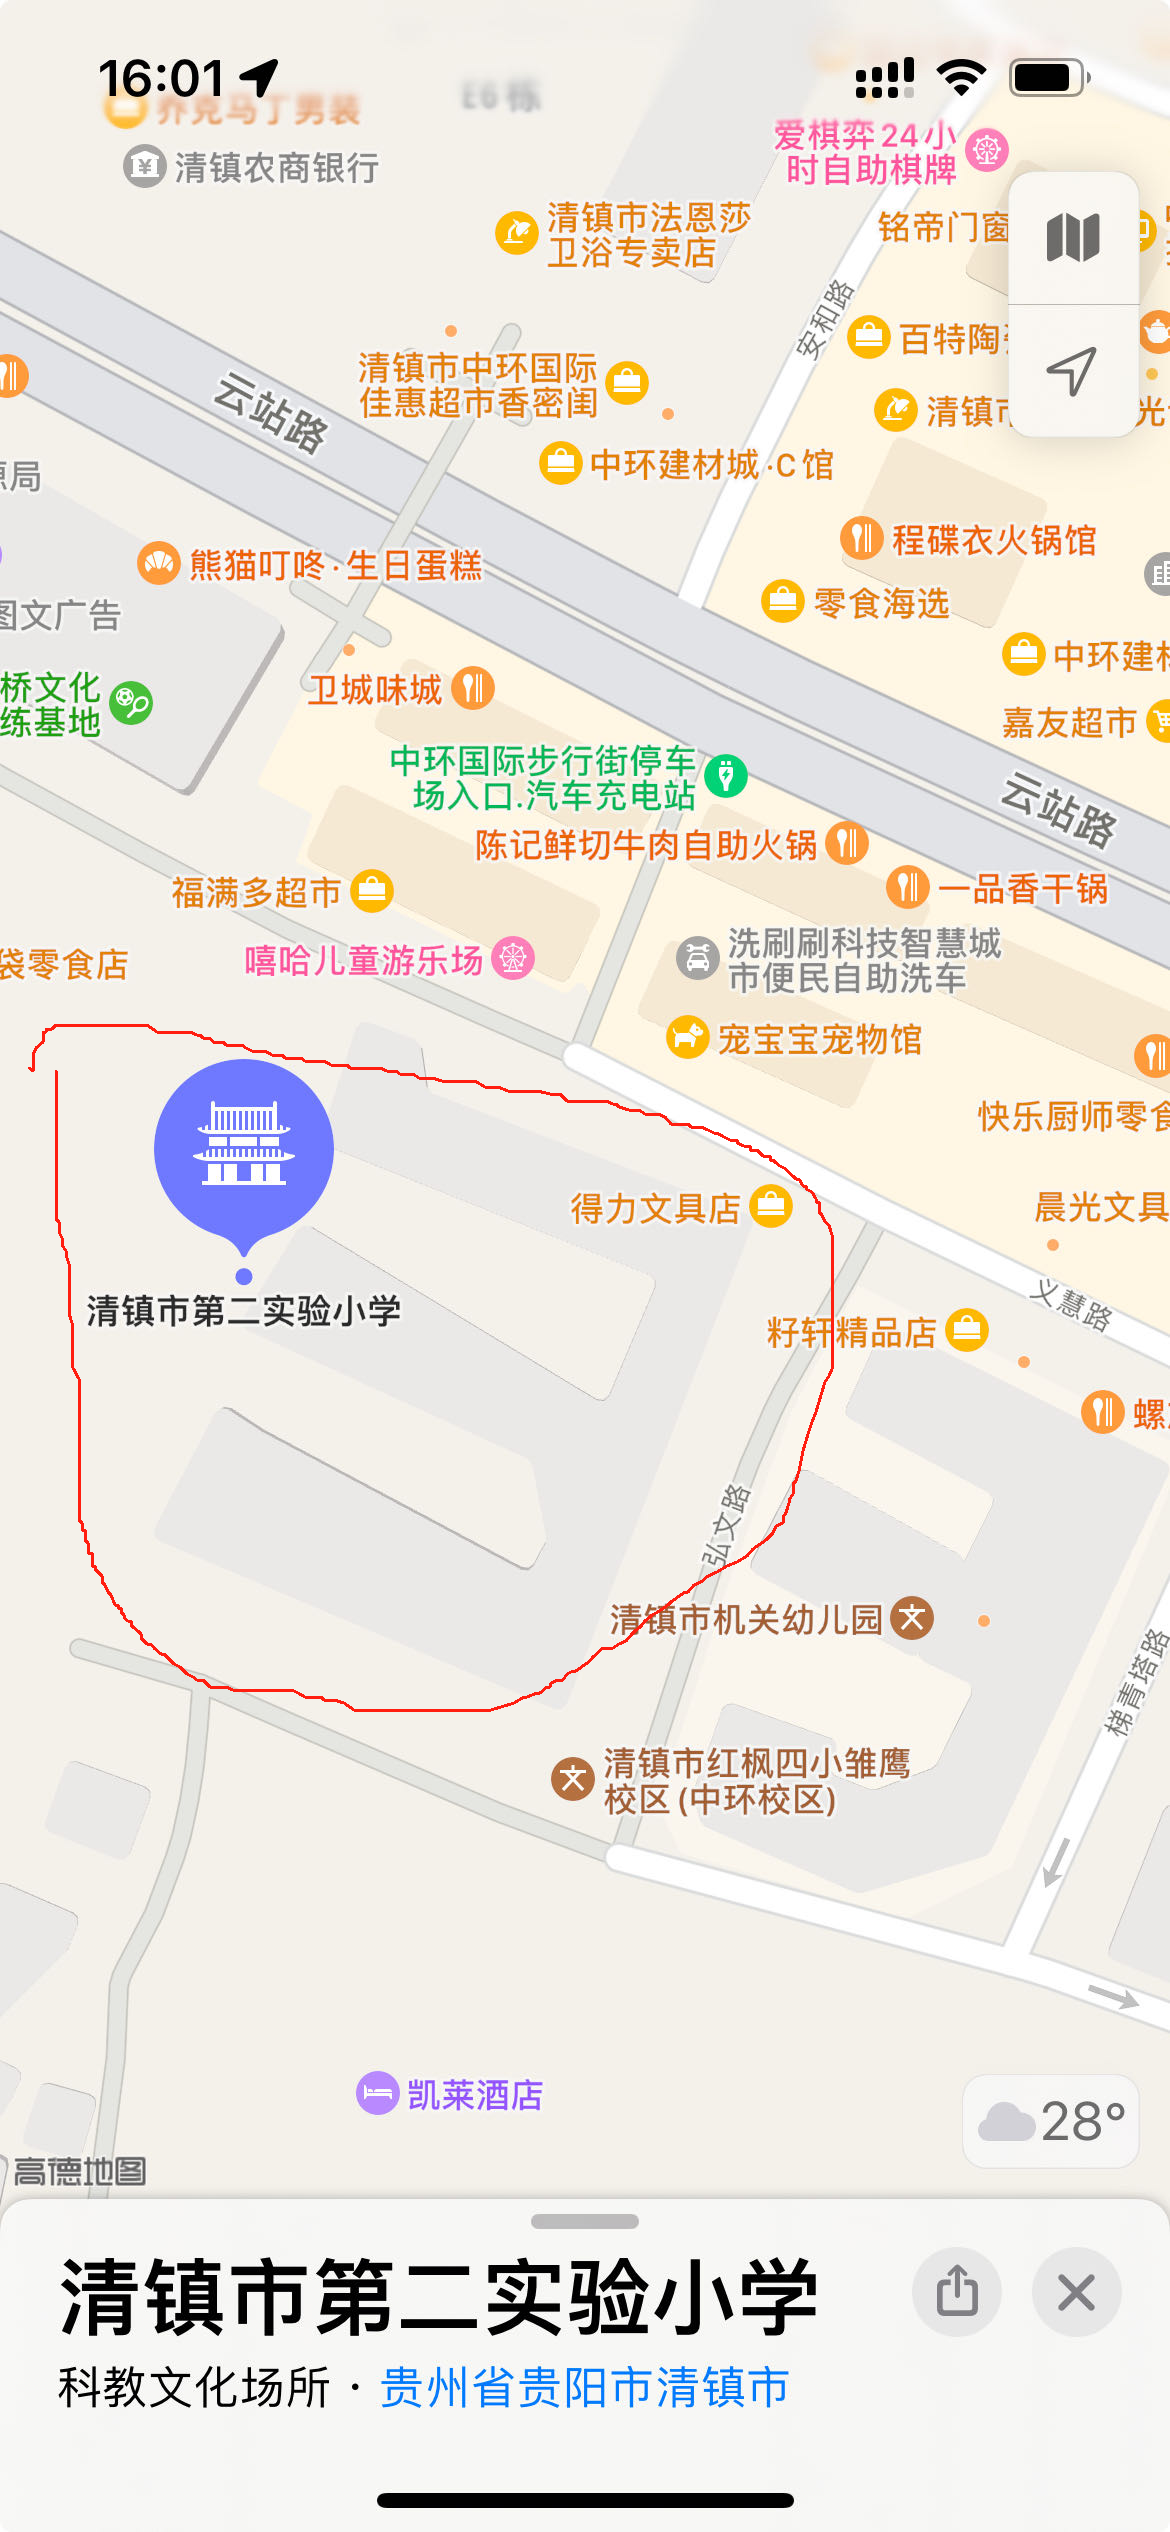 16:01
乔克马丁男装
E6栋
清镇农商银行
爱棋弈24小
时自助棋牌
清镇市法恩莎
卫浴专卖店
铭帝门窗
安和路
百特陶
清镇市中环国际
佳惠超市香密闺
云站路
清镇
光
中环建材城·C馆
局
程碟衣火锅馆
熊猫叮咚·生日蛋糕
零食海选
图文广告
中环建材
桥文化
练基地
卫城味城
嘉友超市
中环国际步行街停车
场入口.汽车充电站
云站路
陈记鲜切牛肉自助火锅
福满多超市
一品香干锅
袋零食店
嘻哈儿童游乐场
洗刷刷科技智慧城
市便民自助洗车
宠宝宝宠物馆
快乐厨师零食
得力文具店
晨光文具
义慧路
清镇市第二实验小学
籽轩精品店
螺
弘文路
清镇市机关幼儿园
梯青塔路
清镇市红枫四小雏鹰
校区(中环校区)
凯莱酒店
28°
高德地图
清镇市第二实验小学
科教文化场所 · 贵州省贵阳市清镇市